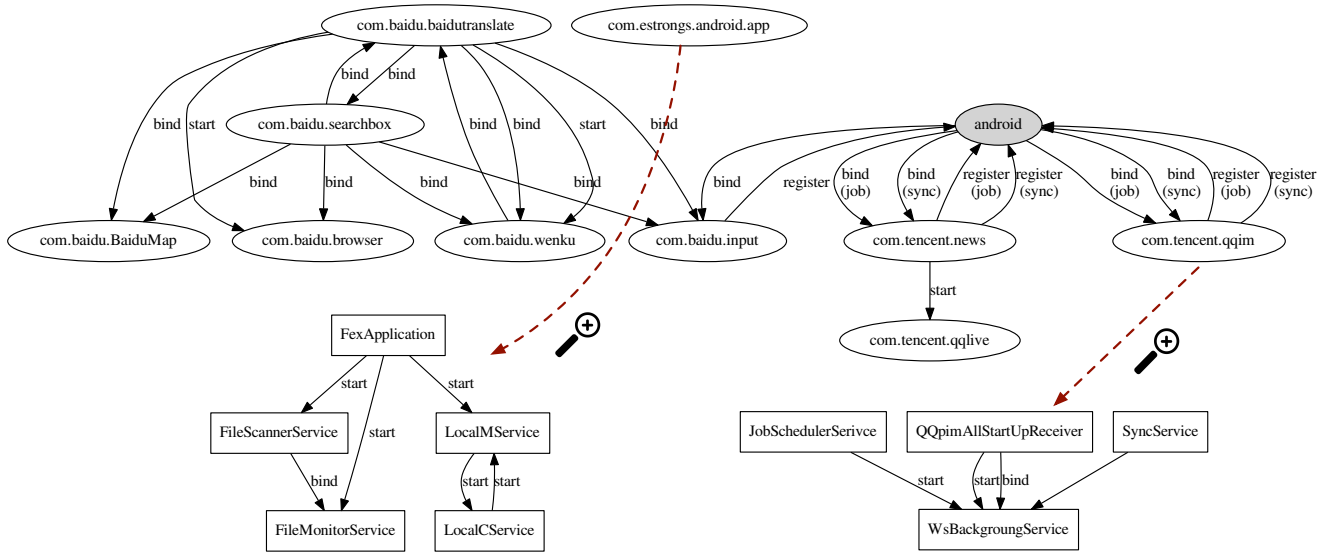 com.baidu.baidutranslate
com.estrongs.android.app
bind
bind
bind
start
com.baidu.searchbox
bind
bind
start
bind
android
bind
bind
bind
bind
bind
register
bind
(job)
bind
(sync)
register
(job)
register
(sync)
bind
(job)
bind
(sync)
register
(job)
register
(sync)
com.baidu.BaiduMap
com.baidu.browser
com.baidu.wenku
com.baidu.input
com.tencent.news
com.tencent.qqim
start
FexApplication
com.tencent.qqlive
start
start
FileScannerService
start
LocalMService
JobSchedulerSerivce
QQpimAllStartUpReceiver
SyncService
bind
start
start
start
start
bind
FileMonitorService
LocalCService
WsBackgroungService